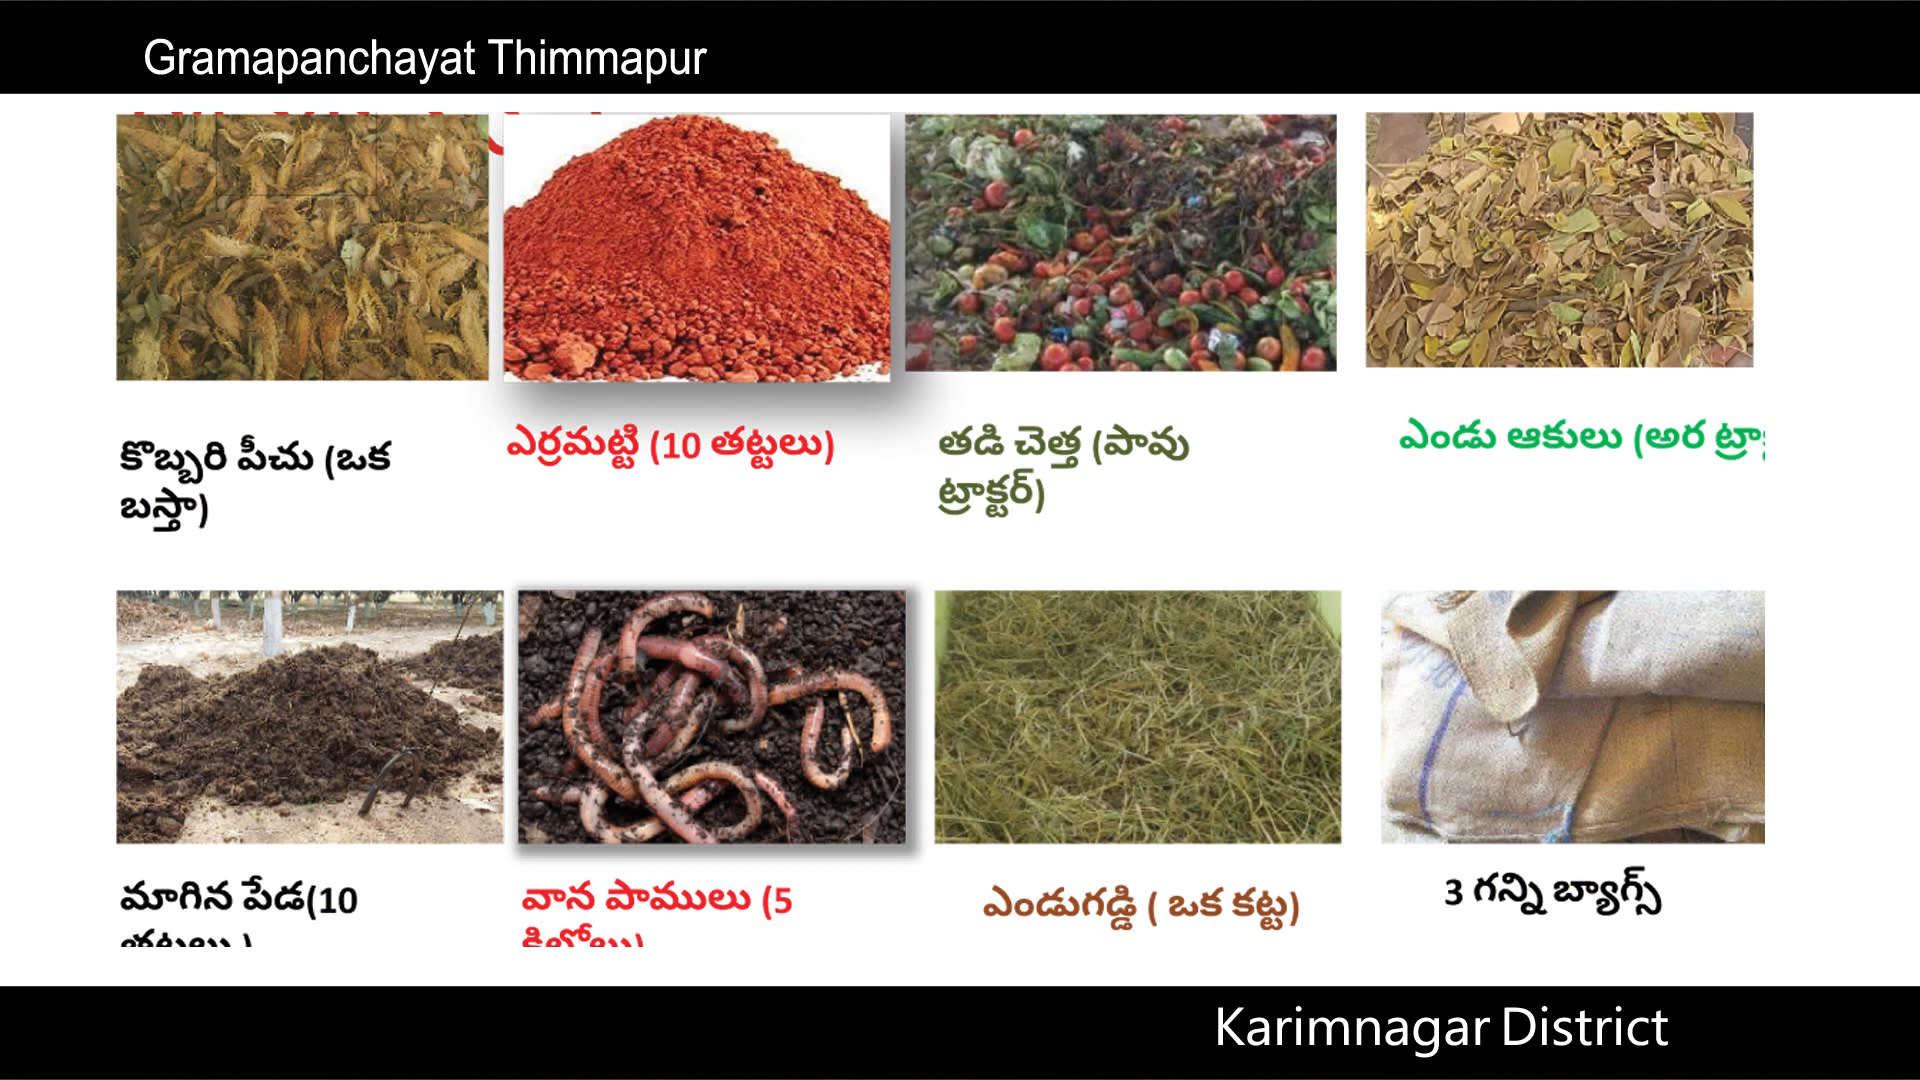 Gramapanchayat Thimmapur
కొబ్బరి పీచు (ఒక
బస్తా)
ఎర్రమట్టి (10 తట్టలు)
తడి చెత్త (పావు
ట్రాక్టర్)
ఎండు ఆకులు (అర
మాగిన పేడ(10
వాన పాములు (5
ఎండుగడ్డి ( ఒక కట్ట)
3 గన్ని బ్యాగ్స్
Karimnagar District